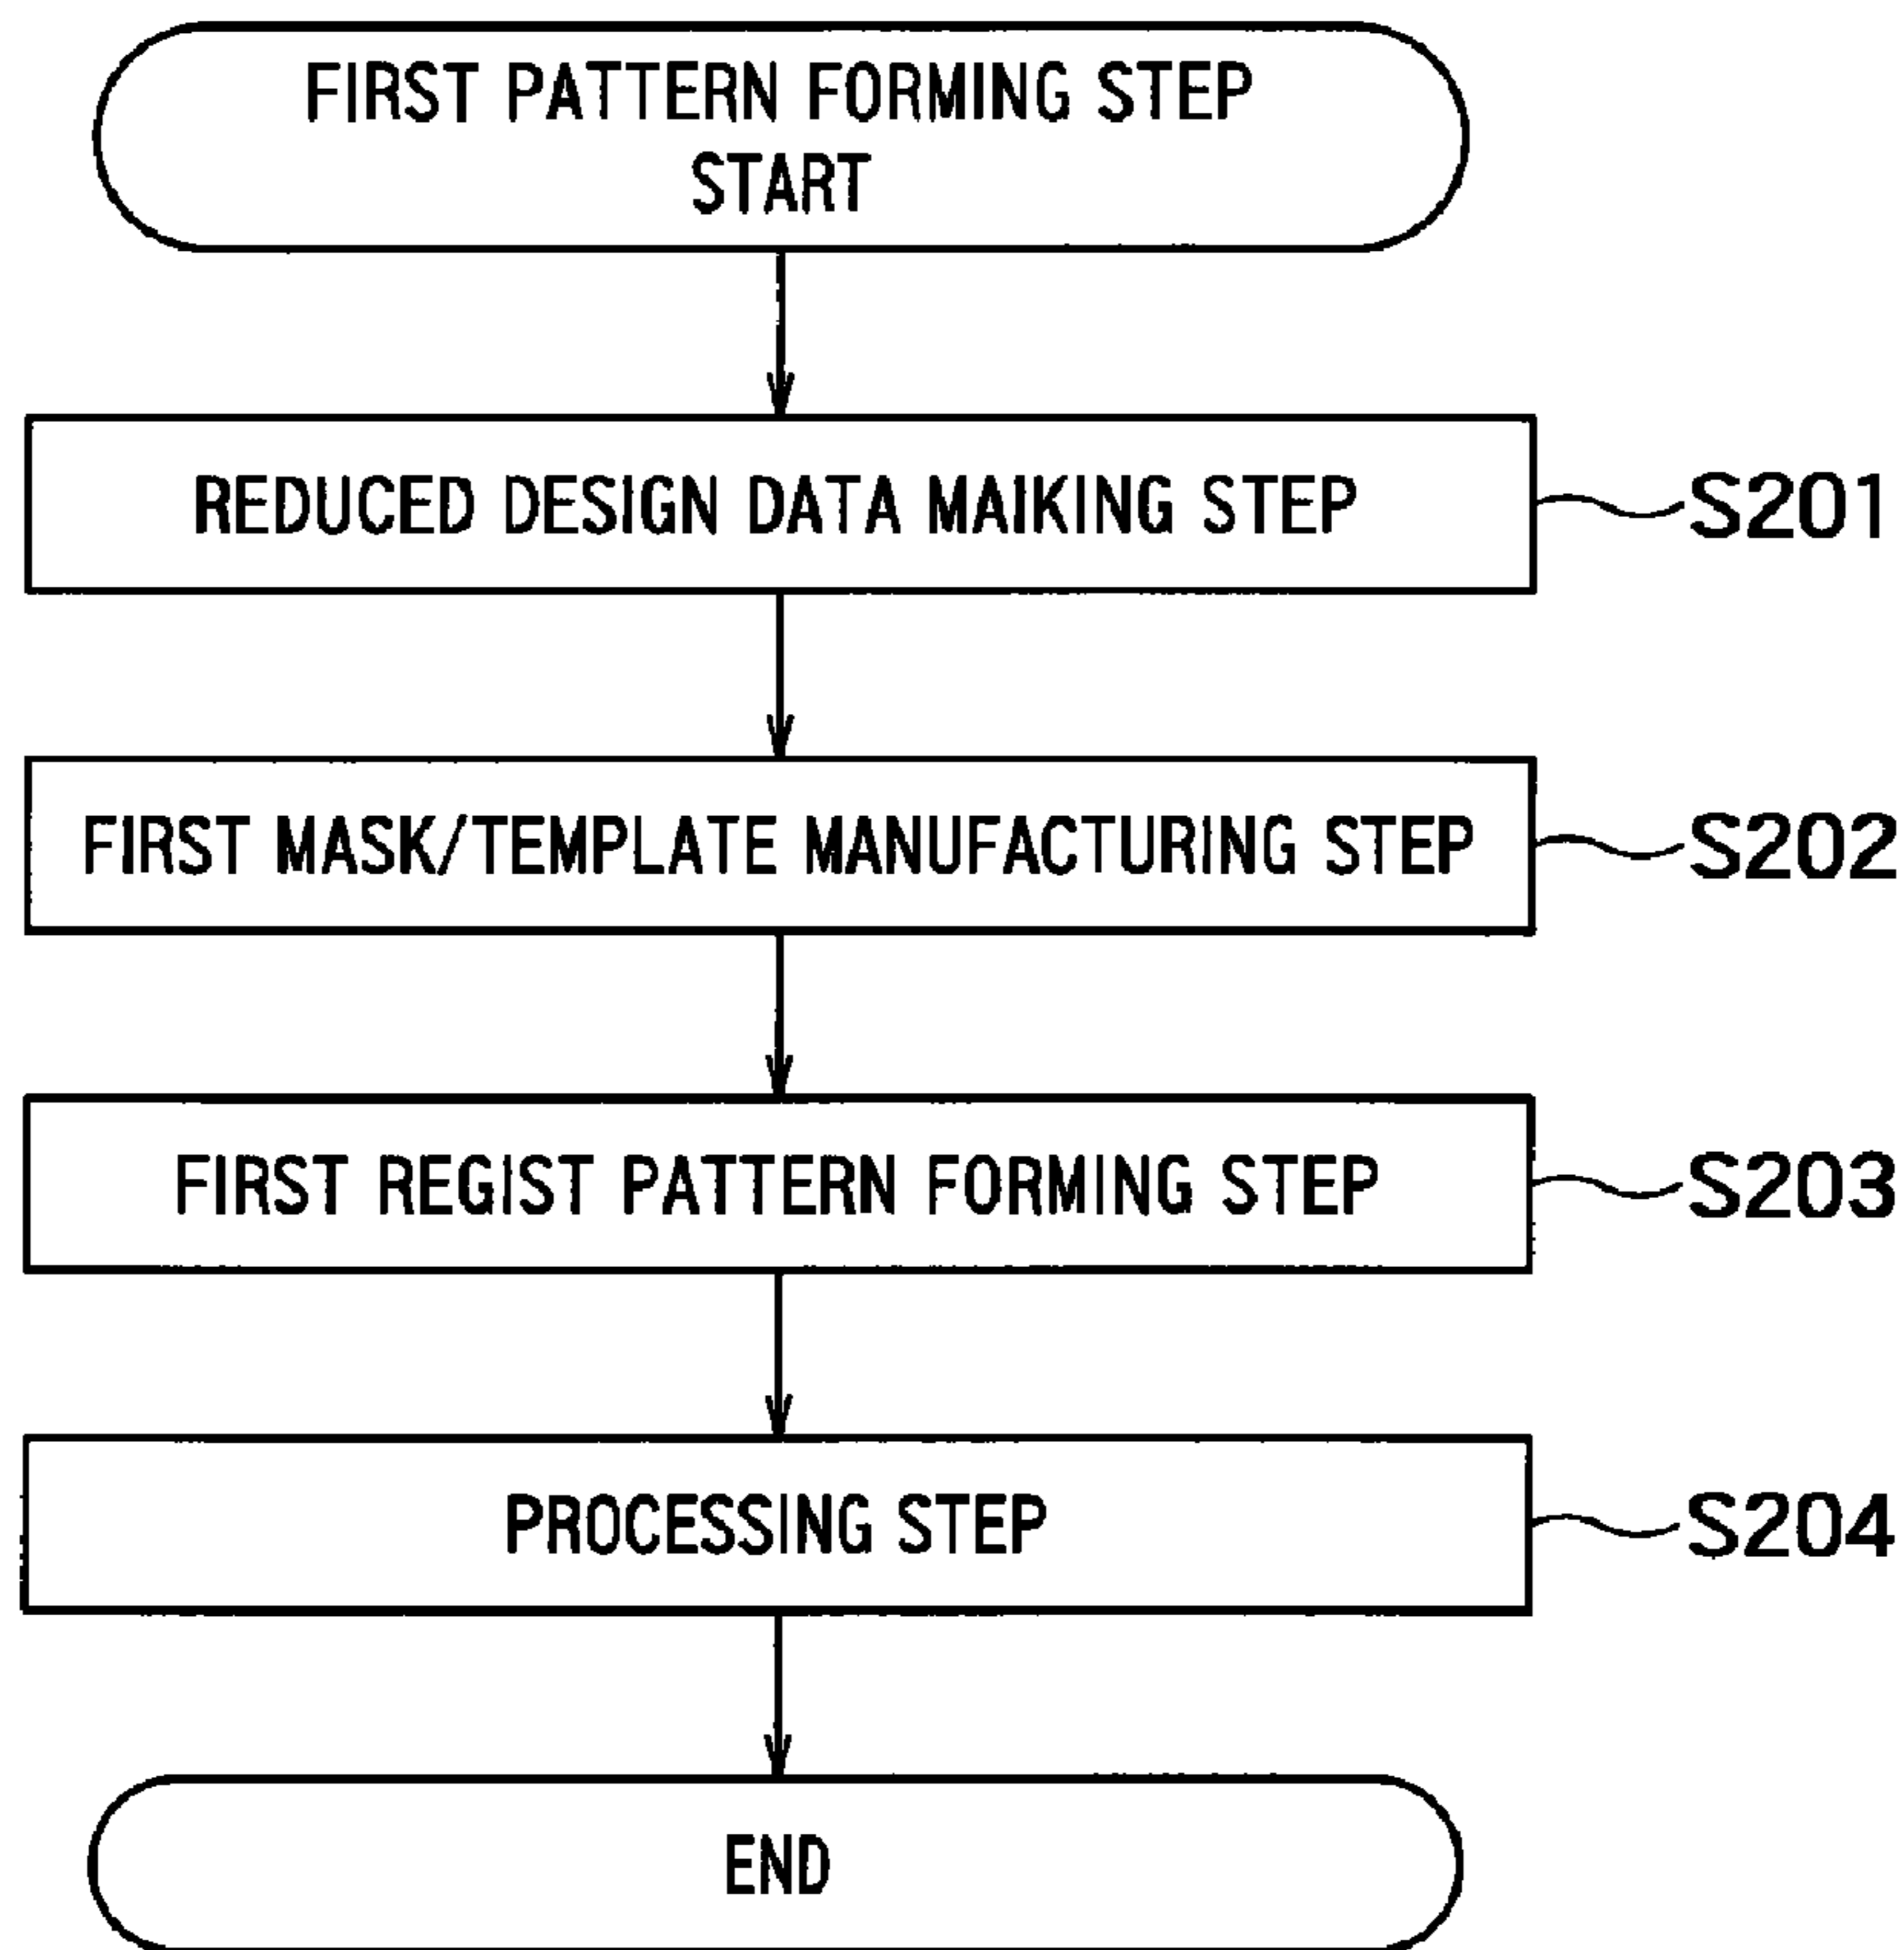 FIRST PATTERN FORMING STEP
START
REDUCED DESIGN DATA MAIKING STEP
S201
FIRST MASK/TEMPLATE MANUFACTURING STEP
S202
FIRST REGIST PATTERN FORMING STEP
S203
PROCESSING STEP
S204
END